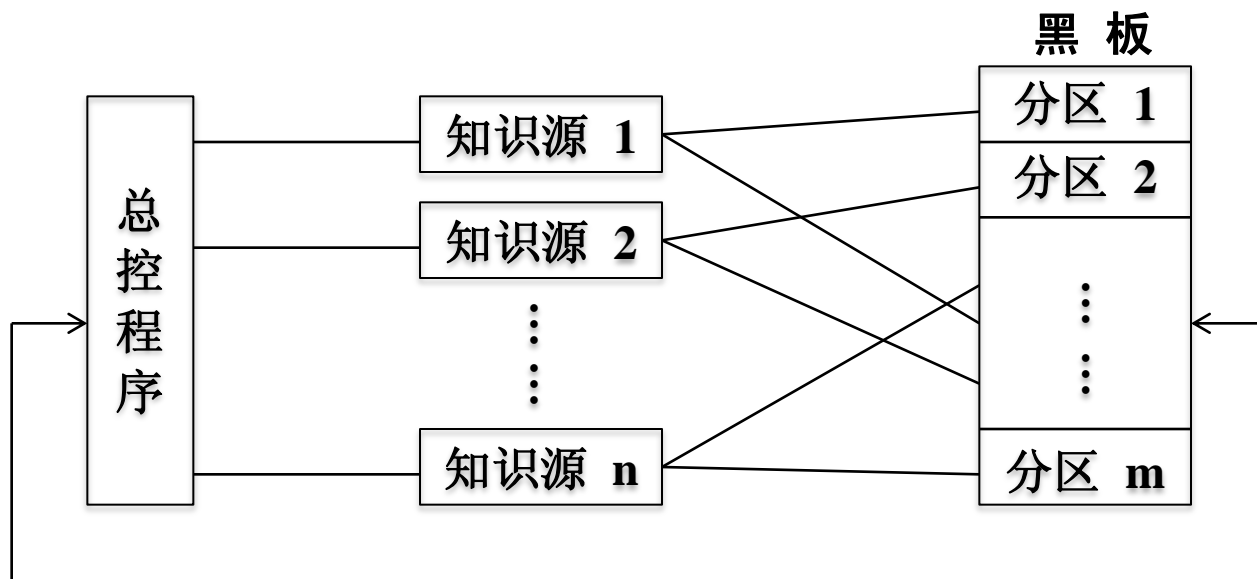 黑 板
分区 1
分区 2
⋮
⋮
分区 m
总控程序
知识源 1
知识源 2
⋮
⋮
知识源 n